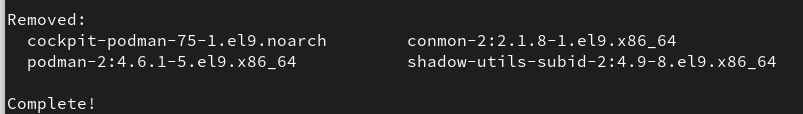 Removed:
cockpit-podman-75-1.el9.noarch conmon-2:2.1.8-1.el9.x86_64
podman-2:4.6.1-5.el9.x86_64 shadow-utils-subid-2:4.9-8.el9.x86_64
Complete!